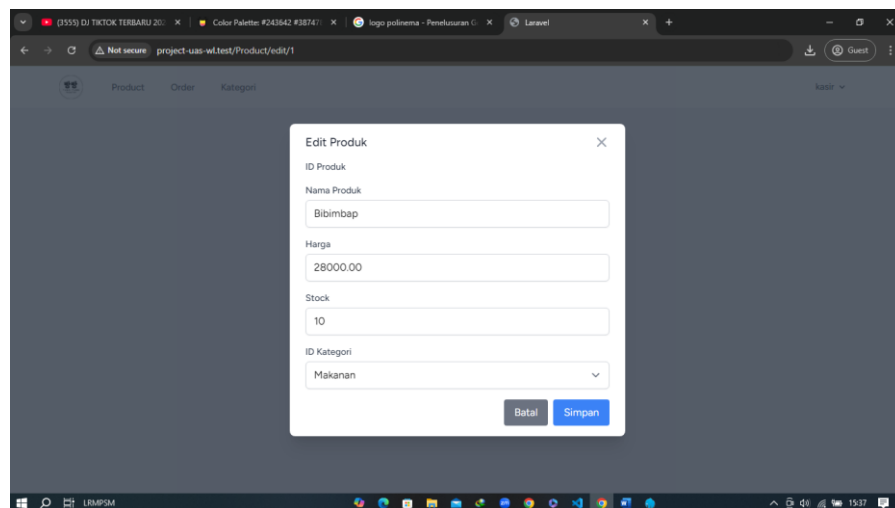 (3555) DJ TIKTOK TERBARU 202
Color Palette: #243642 #38747
logo polinema - Penelusuran G
Laravel
Not secure project-uas-wl.test/Product/edit/1
Guest
Product Order Kategori
kasir
Edit Produk
ID Produk
Nama Produk
Bibimbap
Harga
28000.00
Stock
10
ID Kategori
Makanan
Batal Simpan
LRMPSM
15:37